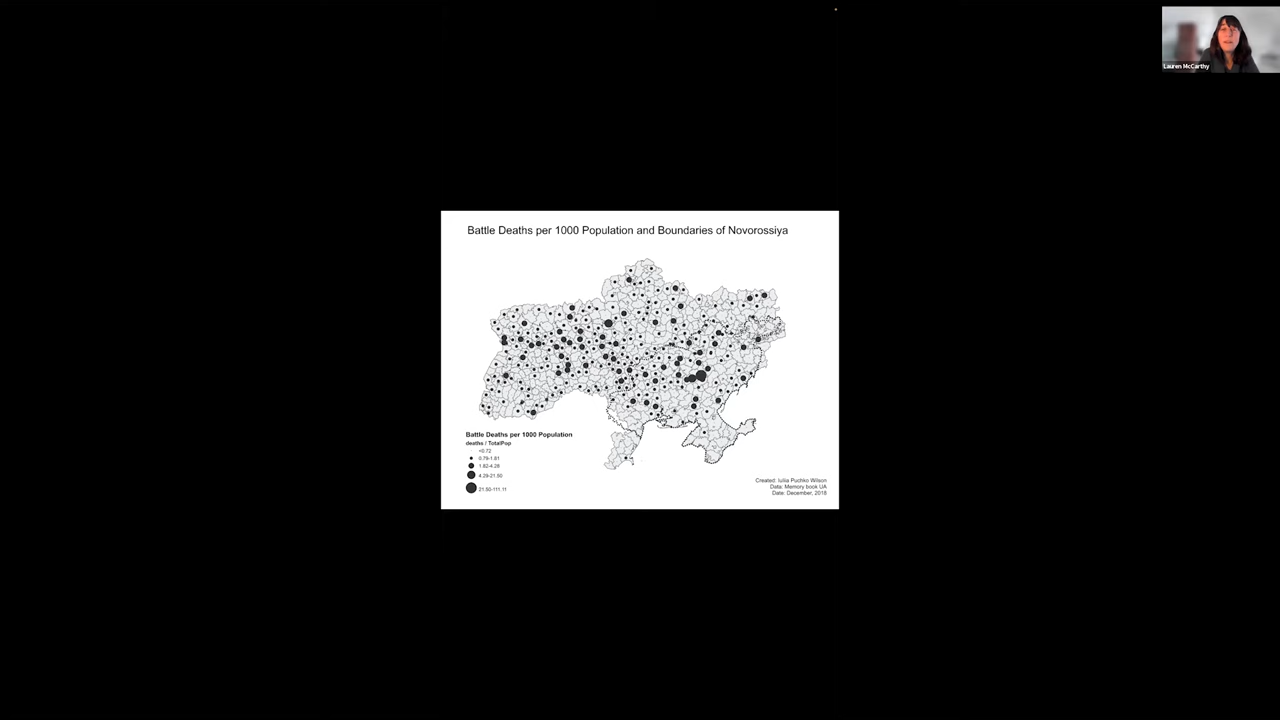 Lauren McCarthy
Battle Deaths per 1000 Population and Boundaries of Novorossiya
Battle Deaths per 1000 Population
deaths / TotalPop
<0.72
0.79-1.81
1.82-4.28
4.29-21.50
21.50-111.11
Created: Iuliia Puchko Wilson
Data: Memory book UA
Date: December, 2018